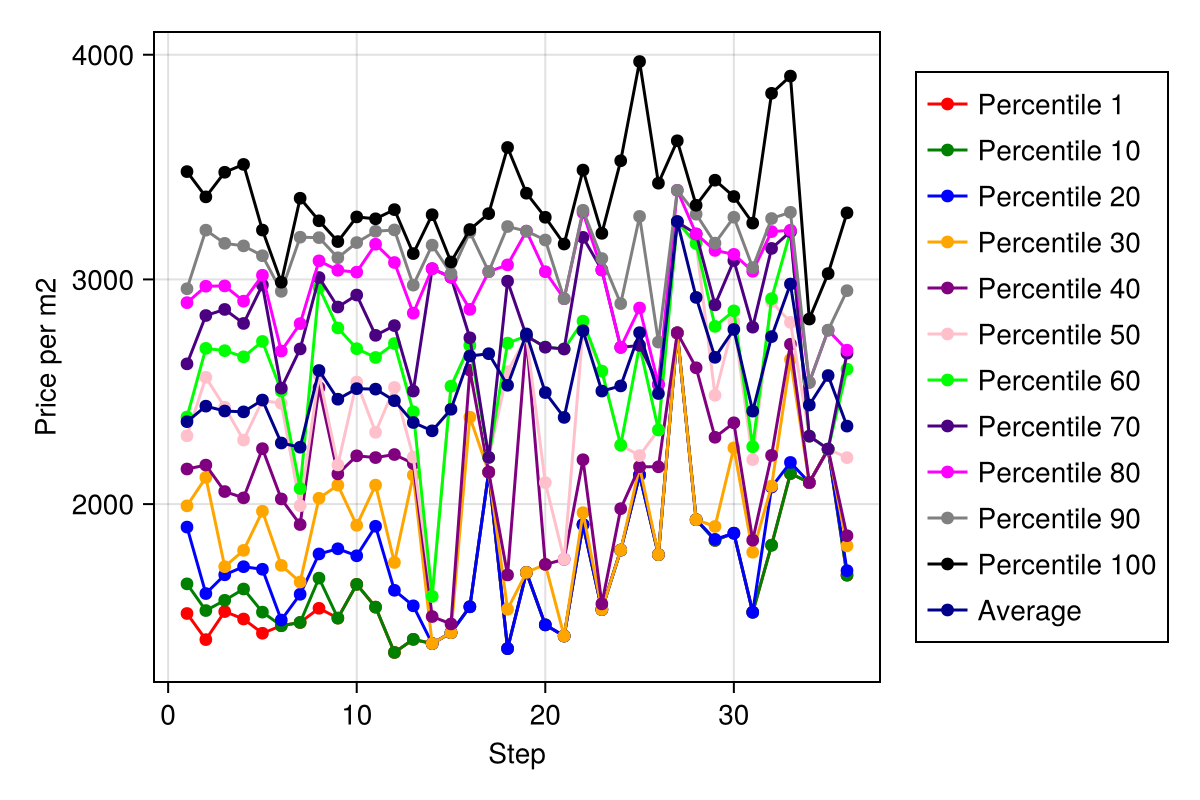 4000
3000
2000
Price per m2
0
10
20
30
Step
Percentile 1
Percentile 10
Percentile 20
Percentile 30
Percentile 40
Percentile 50
Percentile 60
Percentile 70
Percentile 80
Percentile 90
Percentile 100
Average